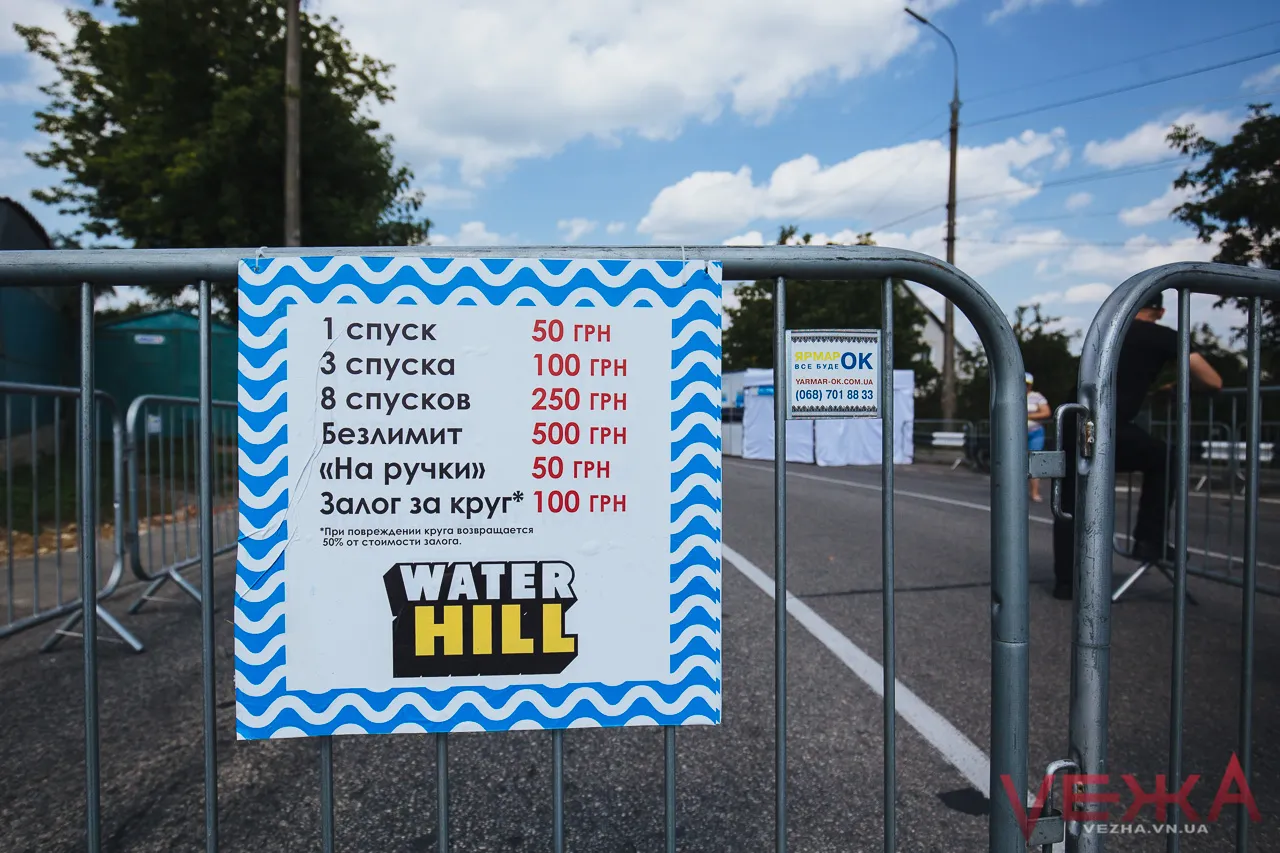 1 спуск 50 ГРН
3 спуска 100 ГРН
8 спусков 250 ГРН
Безлимит 500 ГРН
«На ручки» 50 ГРН
Залог за круг* 100 ГРН
*При повреждении круга возвращается
50% от стоимости залога.
WATER
HILL
ЯРМАРОК
ВСЕ БУДЕ
YARMAR-OK.COM.UA
(068) 701 88 33
VЕЖА
VEZHA.VN.UA